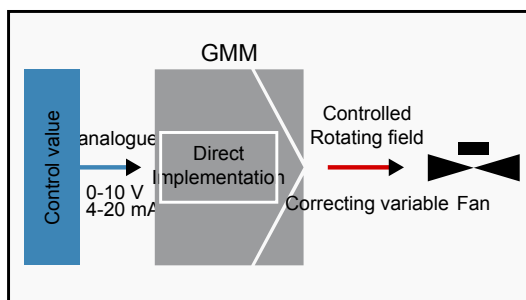 GMM
Control value
analogue
0-10 V
4-20 mA
Direct
Implementation
Controlled
Rotating field
Correcting variable
Fan